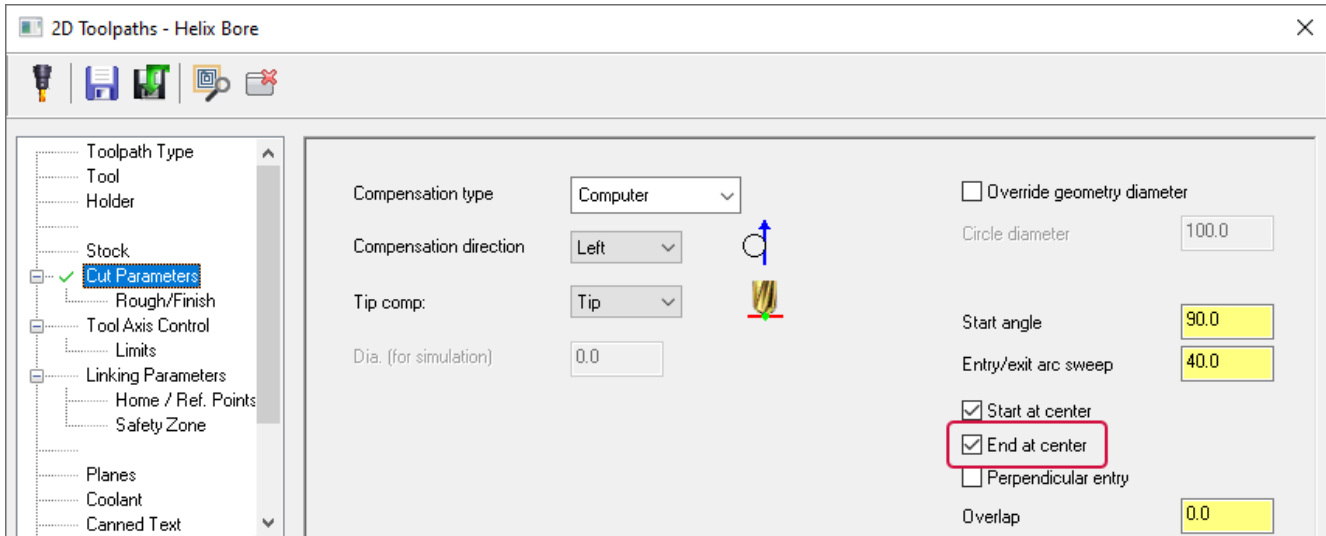 2D Toolpaths - Helix Bore
Toolpath Type
Tool
Holder
Stock
Cut Parameters
Rough/Finish
Tool Axis Control
Limits
Linking Parameters
Home / Ref. Points
Safety Zone
Planes
Coolant
Canned Text
Compensation type
Computer
Compensation direction
Left
Tip comp:
Tip
Dia. (for simulation)
0.0
Override geometry diameter
Circle diameter
100.0
Start angle
90.0
Entry/exit arc sweep
40.0
Start at center
End at center
Perpendicular entry
Overlap
0.0